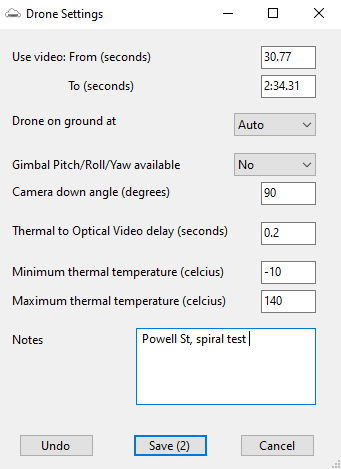 Drone Settings
Use video: From (seconds) 30.77
To (seconds) 2:34.31
Drone on ground at Auto
Gimbal Pitch/Roll/Yaw available No
Camera down angle (degrees) 90
Thermal to Optical Video delay (seconds) 0.2
Minimum thermal temperature (celcius) -10
Maximum thermal temperature (celcius) 140
Notes Powell St, spiral test
Undo Save (2) Cancel